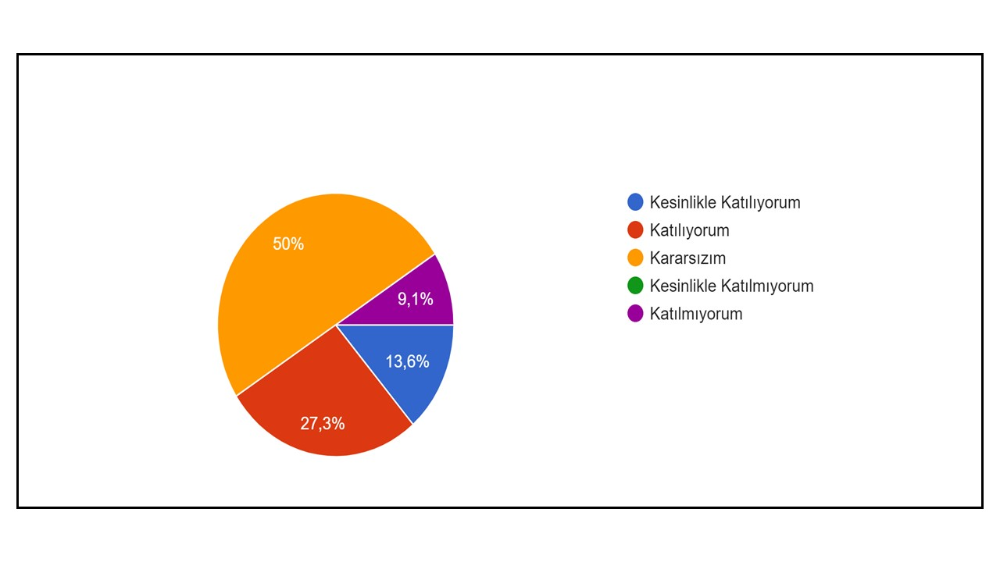 50%
9,1%
13,6%
27,3%
Kesinlikle Katılıyorum
Katılıyorum
Kararsızım
Kesinlikle Katılmıyorum
Katılmıyorum